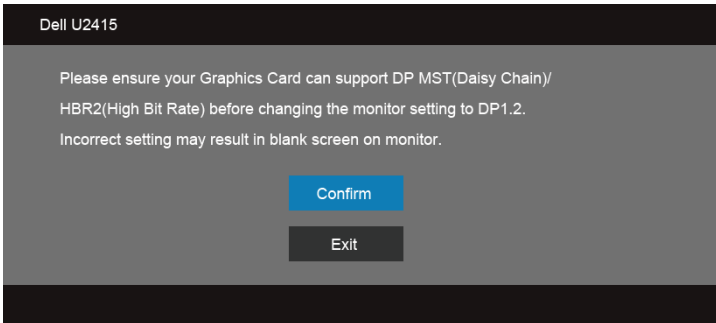 Dell U2415
Please ensure your Graphics Card can support DP MST(Daisy Chain)/
HBR2(High Bit Rate) before changing the monitor setting to DP1.2.
Incorrect setting may result in blank screen on monitor.
Confirm
Exit